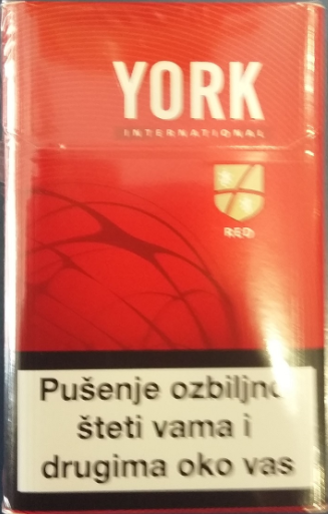 YORK
INTERNATIONAL
RED
Pušenje ozbiljno
šteti vama i
drugima oko vas